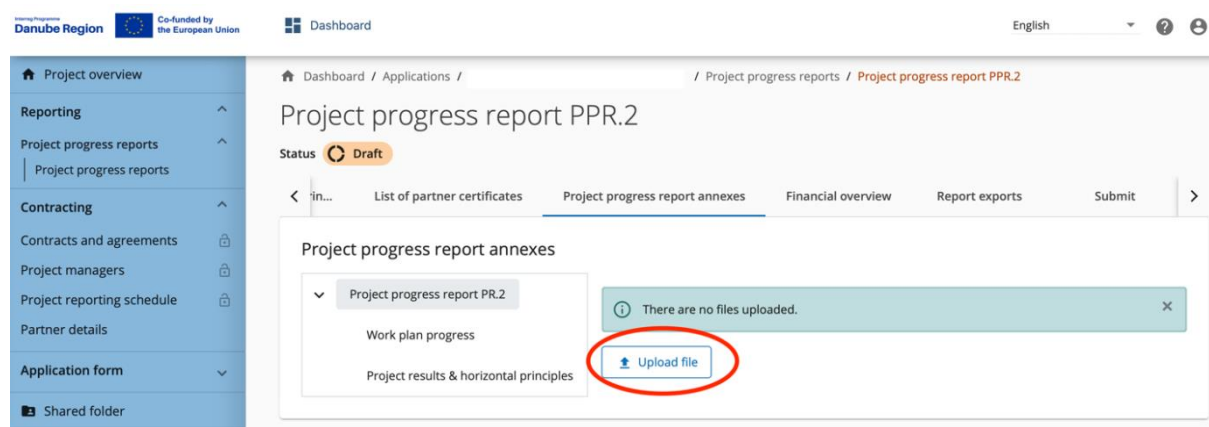 Interreg Programme
Danube Region
Co-funded by
the European Union
Dashboard
English
Project overview
Reporting
Project progress reports
Project progress reports
Contracting
Contracts and agreements
Project managers
Project reporting schedule
Partner details
Application form
Shared folder
Dashboard / Applications / / Project progress reports / Project progress report PPR.2
Project progress report PPR.2
Status Draft
rin... List of partner certificates Project progress report annexes Financial overview Report exports Submit
Project progress report annexes
Project progress report PR.2
Work plan progress
Project results & horizontal principles
There are no files uploaded.
Upload file